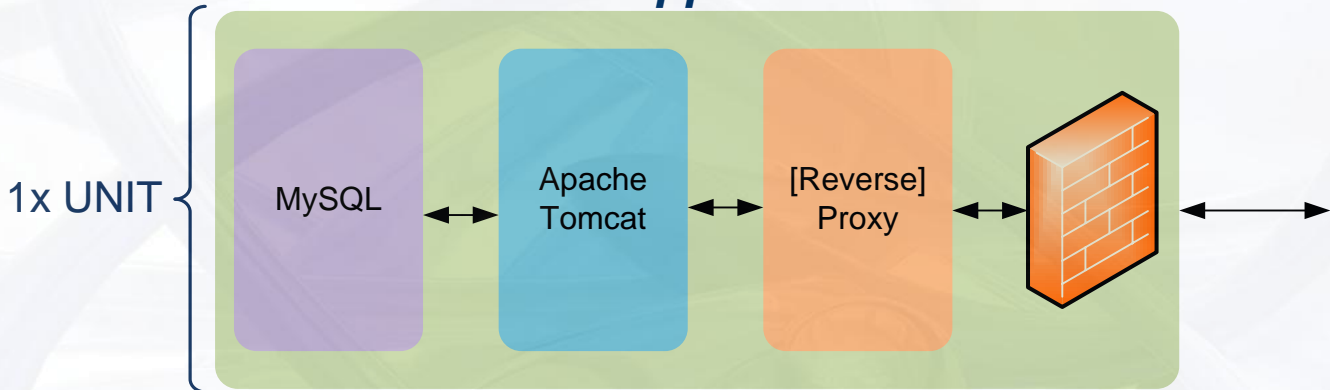 1x UNIT
MySQL
Apache
Tomcat
[Reverse]
Proxy